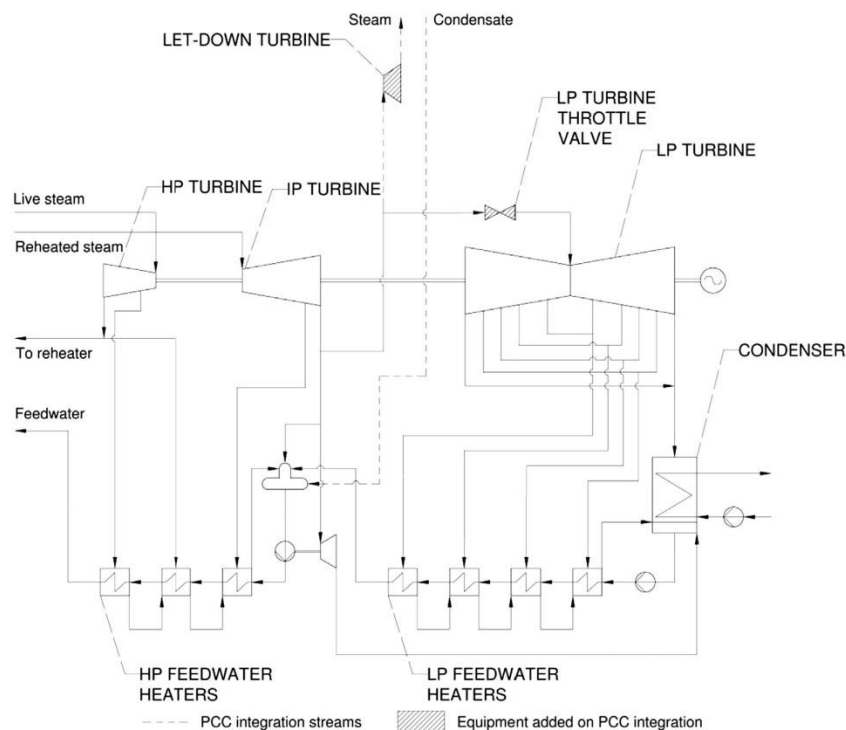 Steam
Condensate
LET-DOWN TURBINE
LP TURBINE
THROTTLE
VALVE
LP TURBINE
HP TURBINE
IP TURBINE
Live steam
Reheated steam
To reheater
CONDENSER
Feedwater
HP FEEDWATER
HEATERS
LP FEEDWATER
HEATERS
PCC integration streams
Equipment added on PCC integration